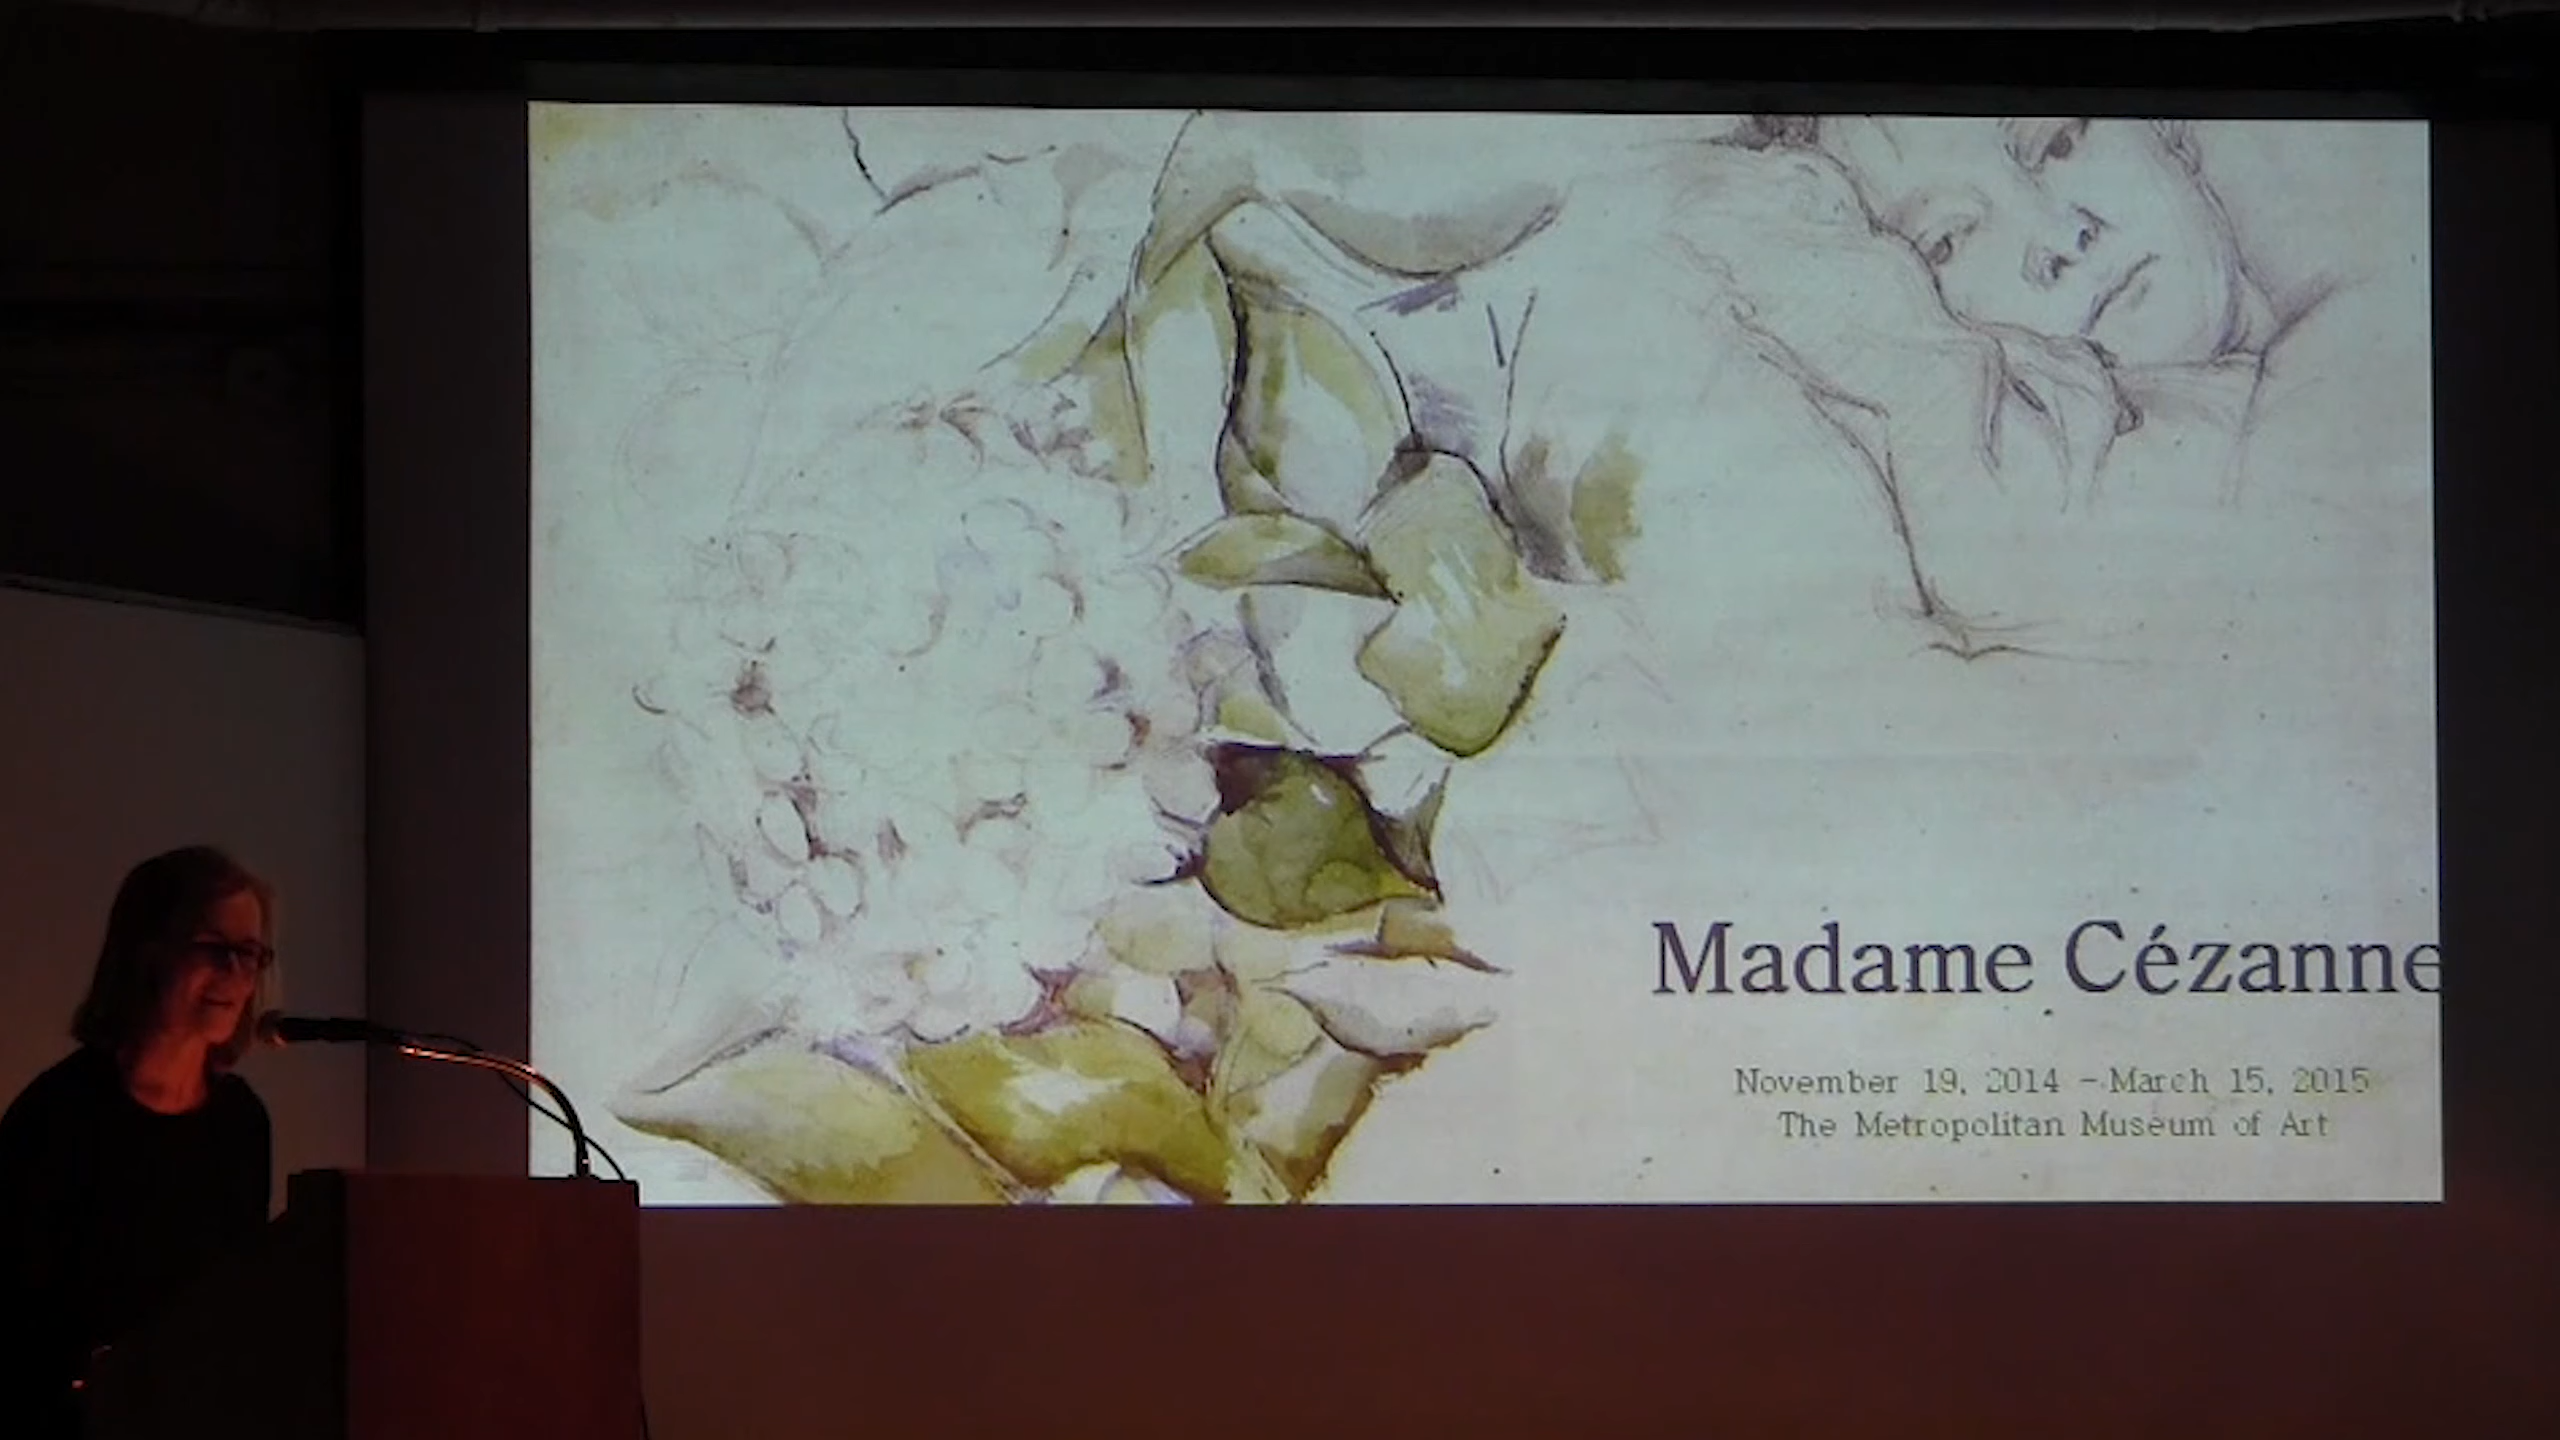 Madame Cézanne
November 19, 2014 – March 15, 2015
The Metropolitan Museum of Art